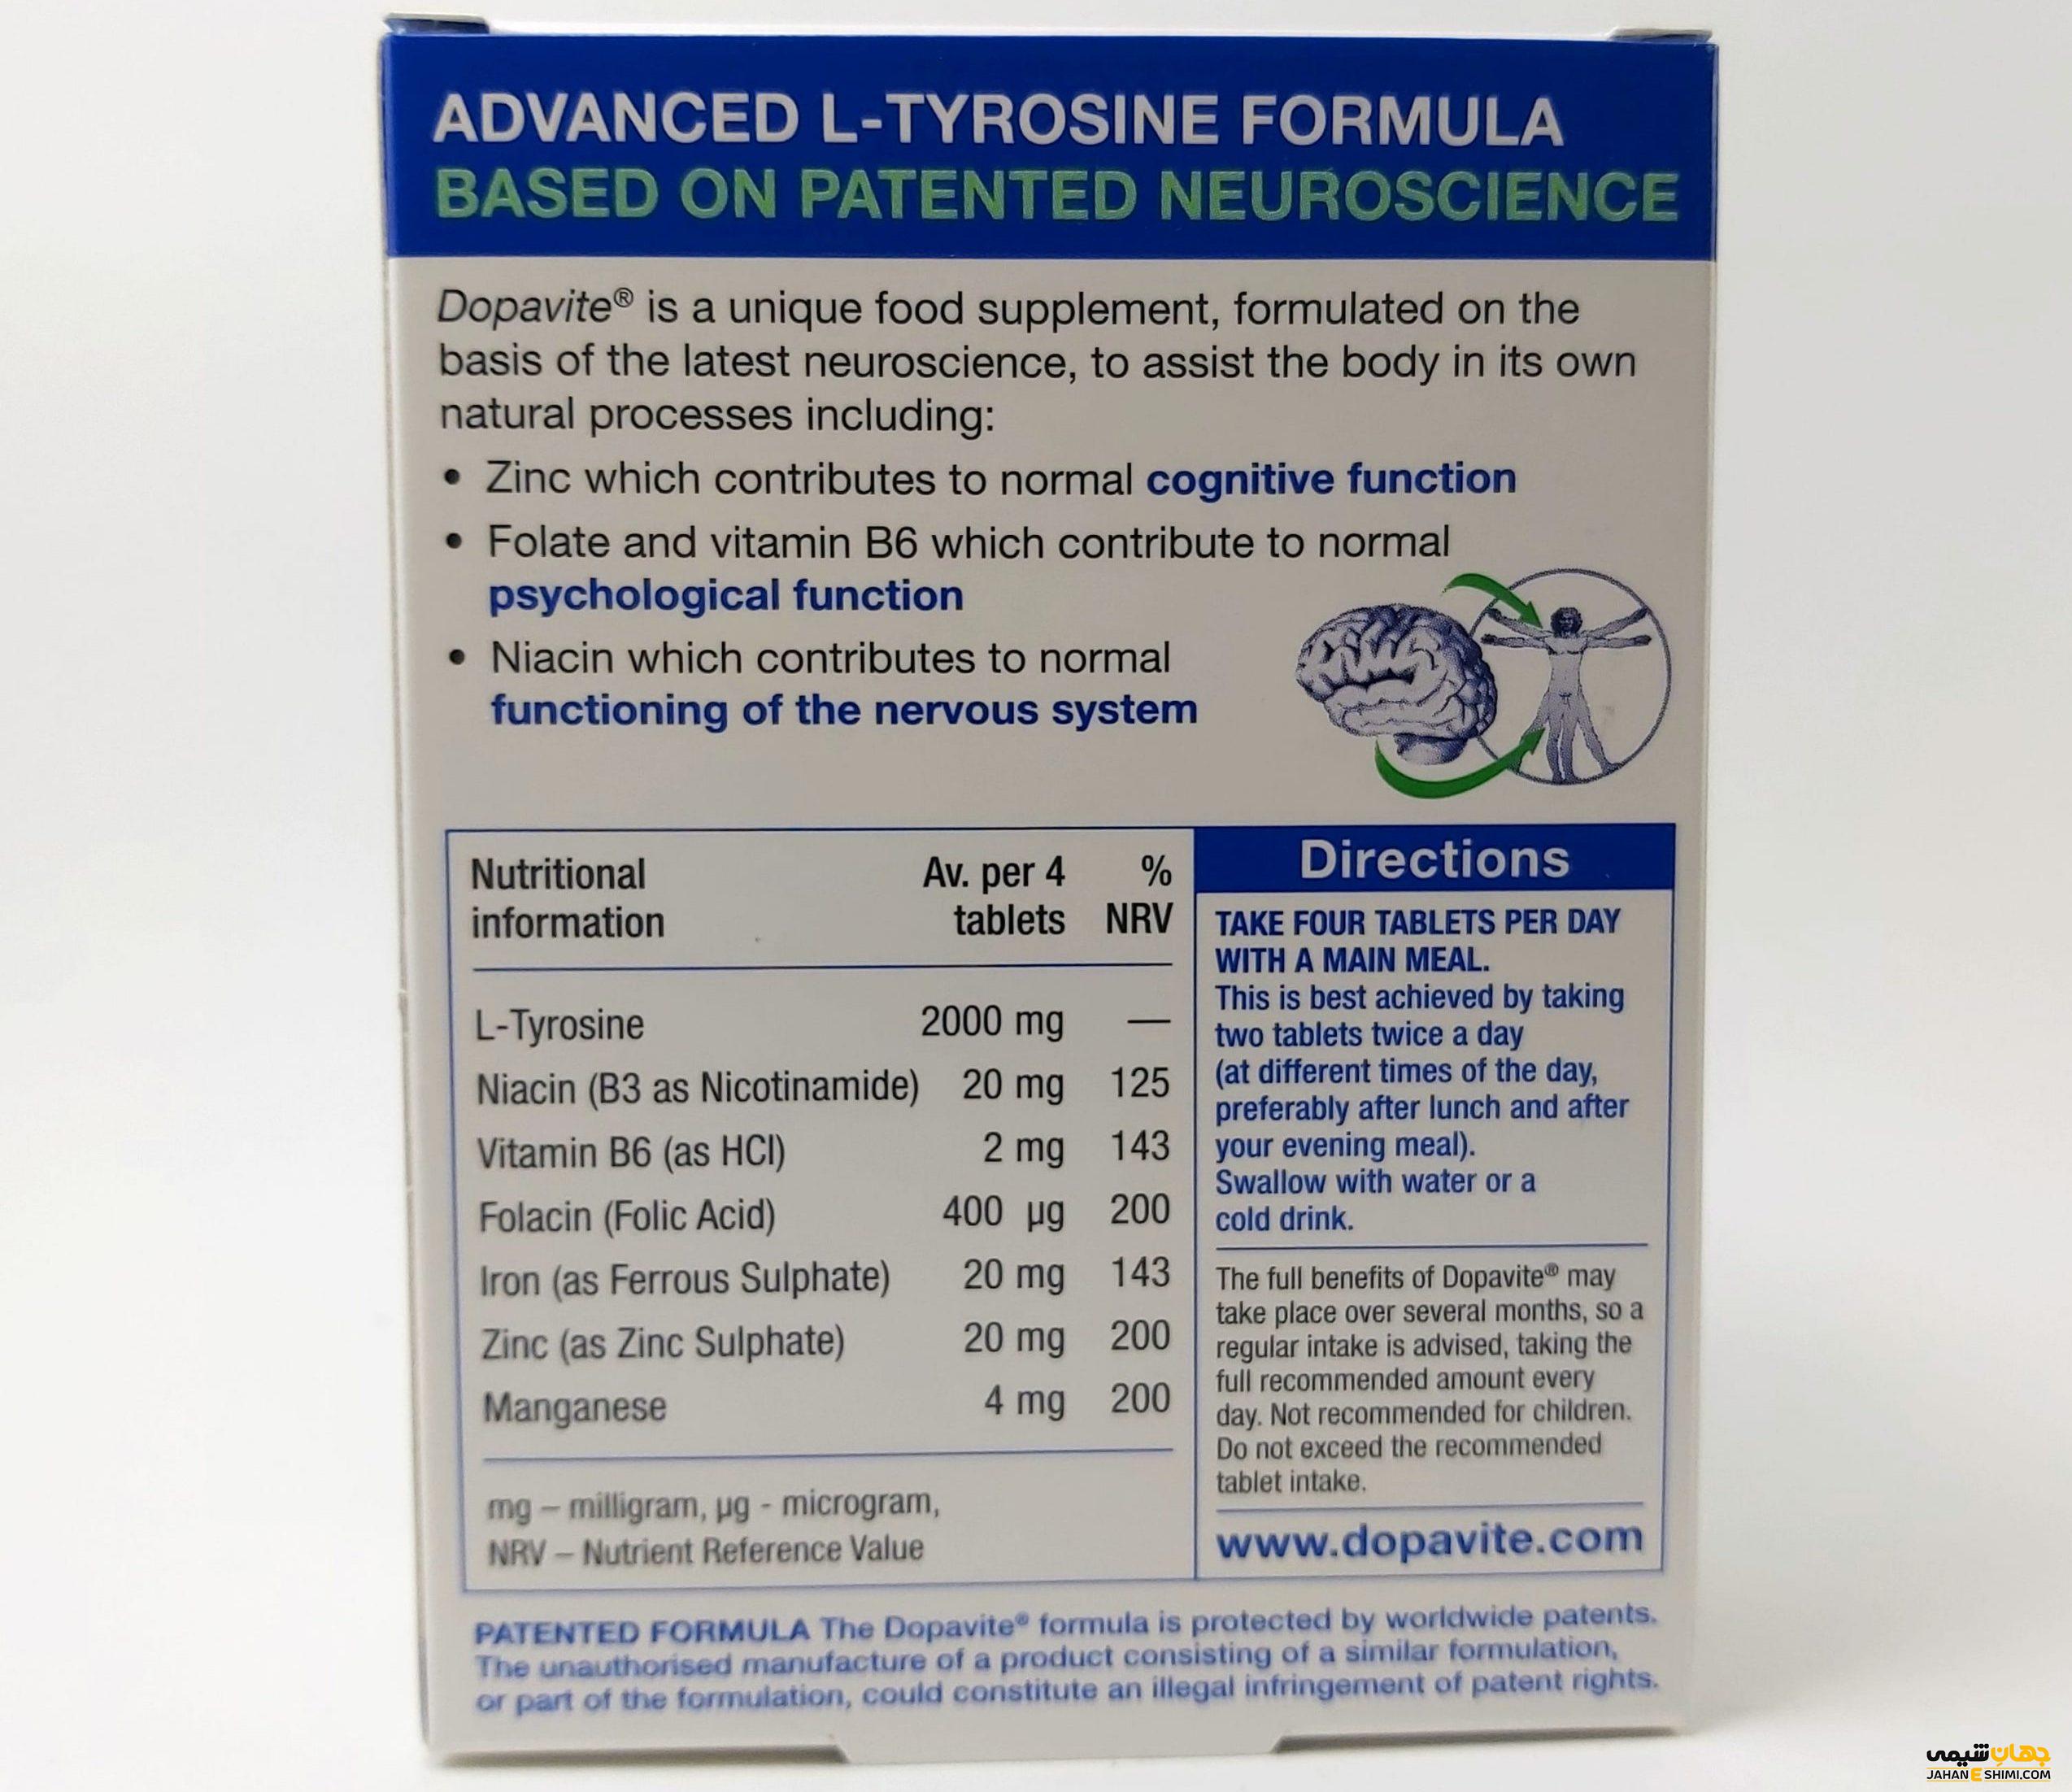 ADVANCED L-TYROSINE FORMULA
BASED ON PATENTED NEUROSCIENCE
Dopavite® is a unique food supplement, formulated on the
basis of the latest neuroscience, to assist the body in its own
natural processes including:
• Zinc which contributes to normal cognitive function
• Folate and vitamin B6 which contribute to normal
psychological function
• Niacin which contributes to normal
functioning of the nervous system
Nutritional information Av. per 4 tablets % NRV
L-Tyrosine 2000 mg —
Niacin (B3 as Nicotinamide) 20 mg 125
Vitamin B6 (as HCl) 2 mg 143
Folacin (Folic Acid) 400 µg 200
Iron (as Ferrous Sulphate) 20 mg 143
Zinc (as Zinc Sulphate) 20 mg 200
Manganese 4 mg 200
mg – milligram, µg - microgram,
NRV – Nutrient Reference Value
Directions
TAKE FOUR TABLETS PER DAY
WITH A MAIN MEAL.
This is best achieved by taking
two tablets twice a day
(at different times of the day,
preferably after lunch and after
your evening meal).
Swallow with water or a
cold drink.
The full benefits of Dopavite® may
take place over several months, so a
regular intake is advised, taking the
full recommended amount every
day. Not recommended for children.
Do not exceed the recommended
tablet intake.
www.dopavite.com
PATENTED FORMULA The Dopavite® formula is protected by worldwide patents.
The unauthorised manufacture of a product consisting of a similar formulation,
or part of the formulation, could constitute an illegal infringement of patent rights.
جهان شیمی
JAHANESHIMI.COM